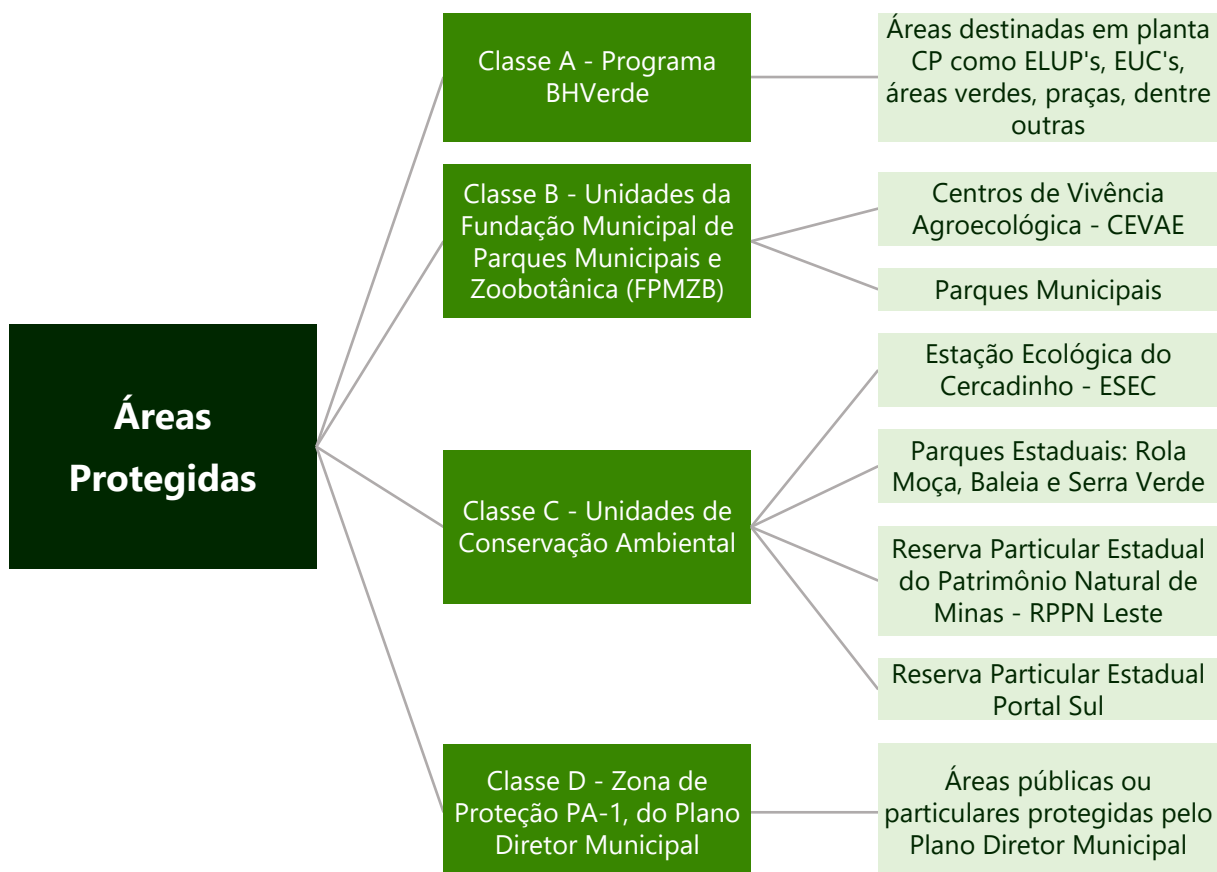 Áreas
Protegidas
Classe A - Programa
BHVerde
Áreas destinadas em planta
CP como ELUP's, EUC's,
áreas verdes, praças, dentre
outras
Classe B - Unidades da
Fundação Municipal de
Parques Municipais e
Zoobotânica (FPMZB)
Centros de Vivência
Agroecológica - CEVAE
Parques Municipais
Classe C - Unidades de
Conservação Ambiental
Estação Ecológica do
Cercadinho - ESEC
Parques Estaduais: Rola
Moça, Baleia e Serra Verde
Reserva Particular Estadual
do Patrimônio Natural de
Minas - RPPN Leste
Reserva Particular Estadual
Portal Sul
Classe D - Zona de
Proteção PA-1, do Plano
Diretor Municipal
Áreas públicas ou
particulares protegidas pelo
Plano Diretor Municipal